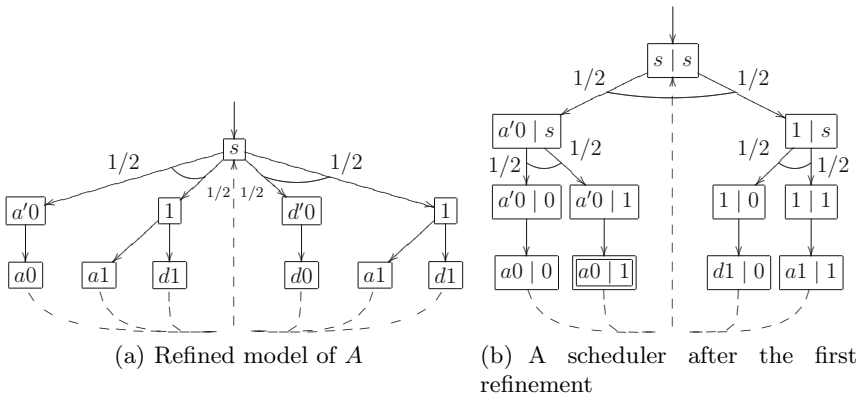 s
1/2 1/2
1/2 1/2
a′0 1 d′0 1
a0 a1 d1 d0 a1 d1
(a) Refined model of A
s | s
1/2 1/2
a′0 | s 1 | s
1/2 1/2 1/2 1/2
a′0 | 0 a′0 | 1 1 | 0 1 | 1
a0 | 0 a0 | 1 d1 | 0 a1 | 1
(b) A scheduler after the first
refinement